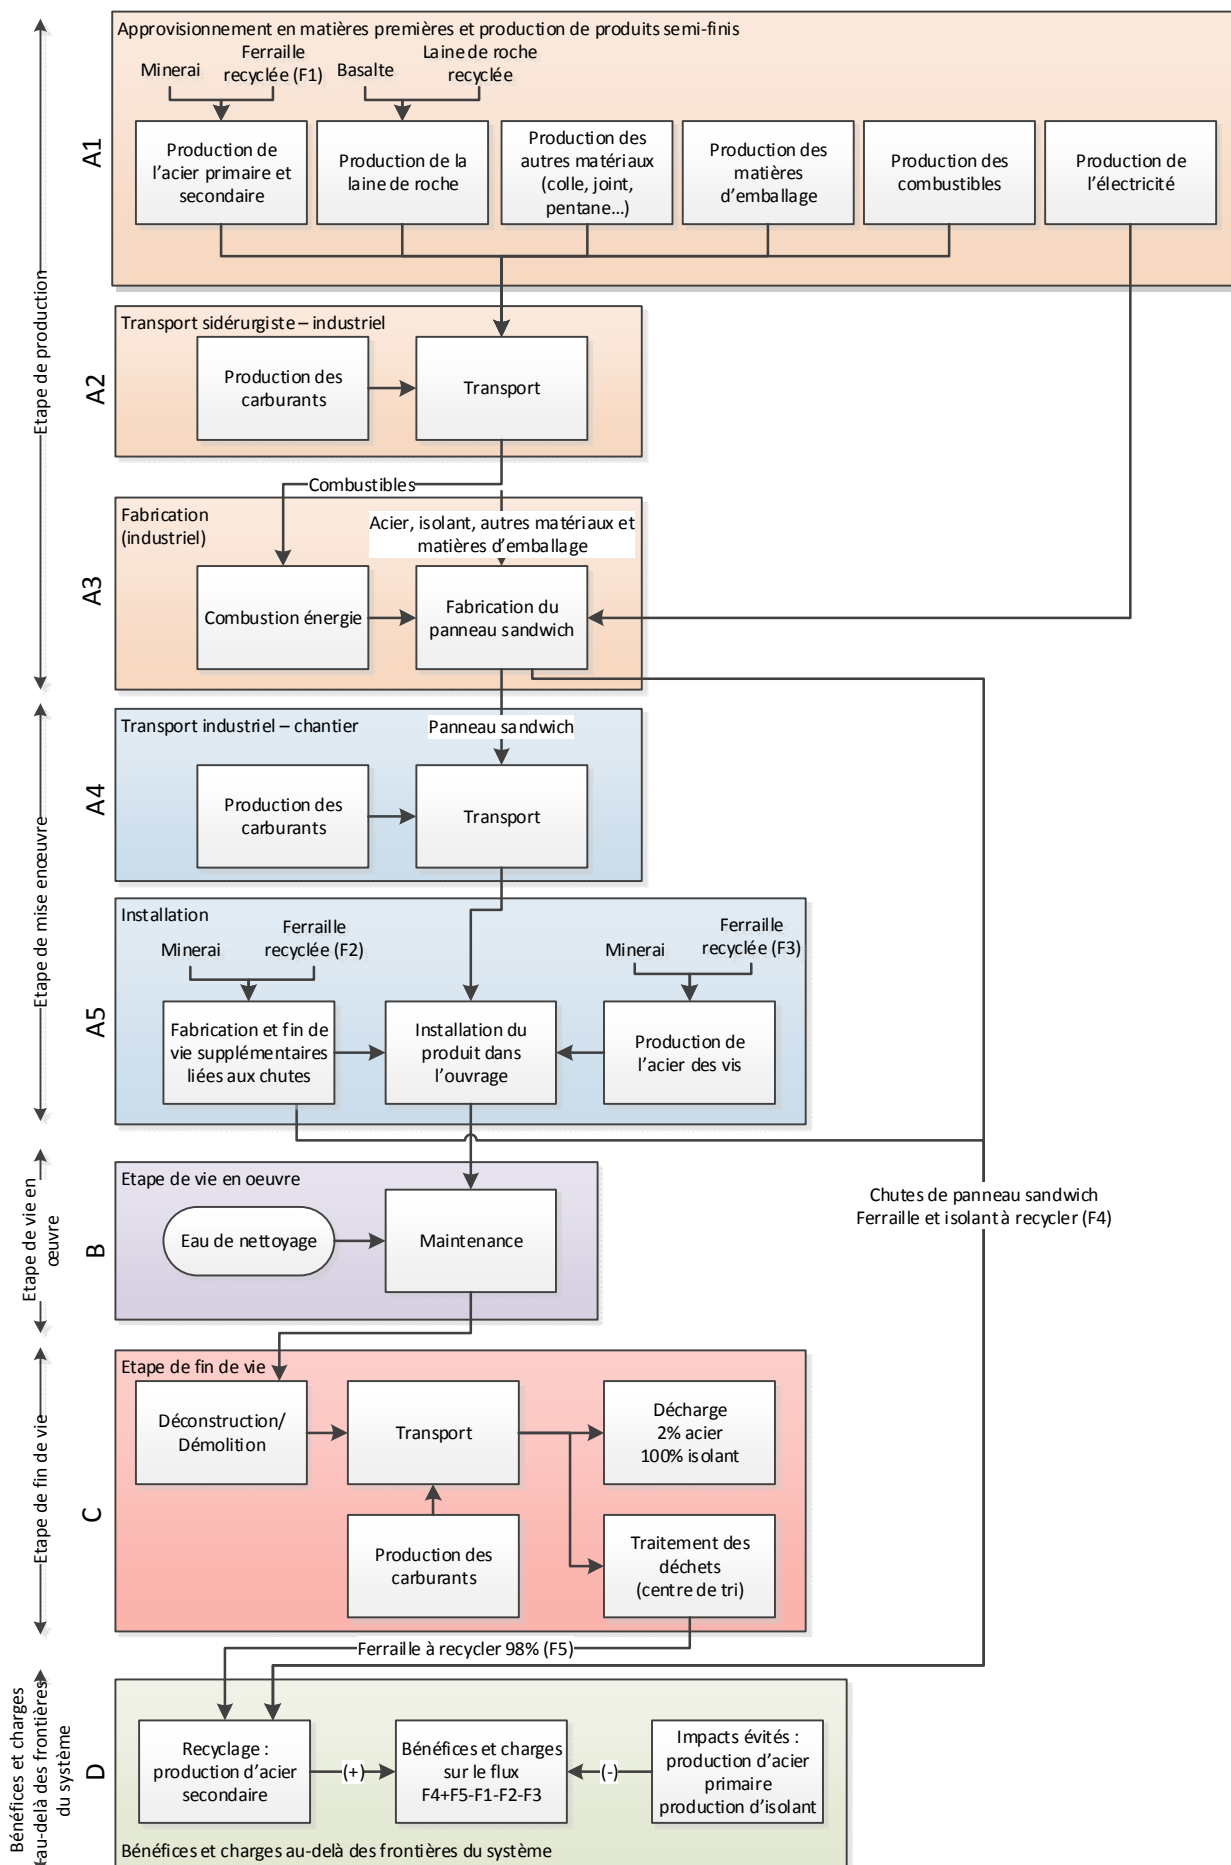 Approvisionnement en matières premières et production de produits semi-finis
Minerai
Ferraille
recyclée (F1)
Basalte
Laine de roche
recyclée
A1
Production de
l’acier primaire et
secondaire
Production de la
laine de roche
Production des
autres matériaux
(colle, joint,
pentane…)
Production des
matières
d’emballage
Production des
combustibles
Production de
l’électricité
Etape de production
Transport sidérurgiste – industriel
A2
Production des
carburants
Transport
Combustibles
Fabrication
(industriel)
Acier, isolant, autres matériaux et
matières d’emballage
A3
Combustion énergie
Fabrication du
panneau sandwich
Transport industriel – chantier
Panneau sandwich
A4
Production des
carburants
Transport
Etape de mise enœuvre
Installation
Minerai
Ferraille
recyclée (F2)
Minerai
Ferraille
recyclée (F3)
A5
Fabrication et fin de
vie supplémentaires
liées aux chutes
Installation du
produit dans
l’ouvrage
Production de
l’acier des vis
Etape de vie en
œuvre
B
Etape de vie en oeuvre
Eau de nettoyage
Maintenance
Chutes de panneau sandwich
Ferraille et isolant à recycler (F4)
Etape de fin de vie
C
Etape de fin de vie
Déconstruction/
Démolition
Transport
Décharge
2% acier
100% isolant
Production des
carburants
Traitement des
déchets
(centre de tri)
Ferraille à recycler 98% (F5)
Bénéfices et charges
au-delà des frontières
du système
D
Recyclage :
production d’acier
secondaire
(+)
Bénéfices et charges
sur le flux
F4+F5-F1-F2-F3
(-)
Impacts évités :
production d’acier
primaire
production d’isolant
Bénéfices et charges au-delà des frontières du système